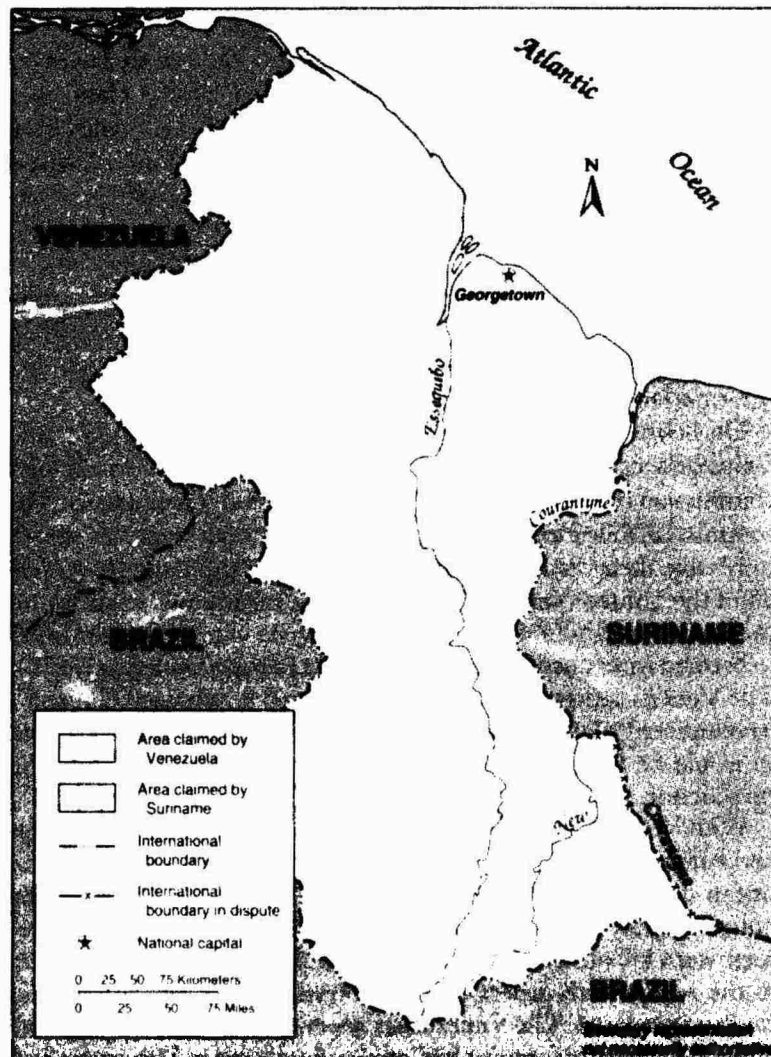 Atlantic
Ocean
N
VENEZUELA
Georgetown
Essequibo
Courantyne
BRAZIL
SURINAME
New
Area claimed by
Venezuela
Area claimed by
Suriname
International
boundary
International
boundary in dispute
National capital
0 25 50 75 Kilometers
0 25 50 75 Miles
BRAZIL